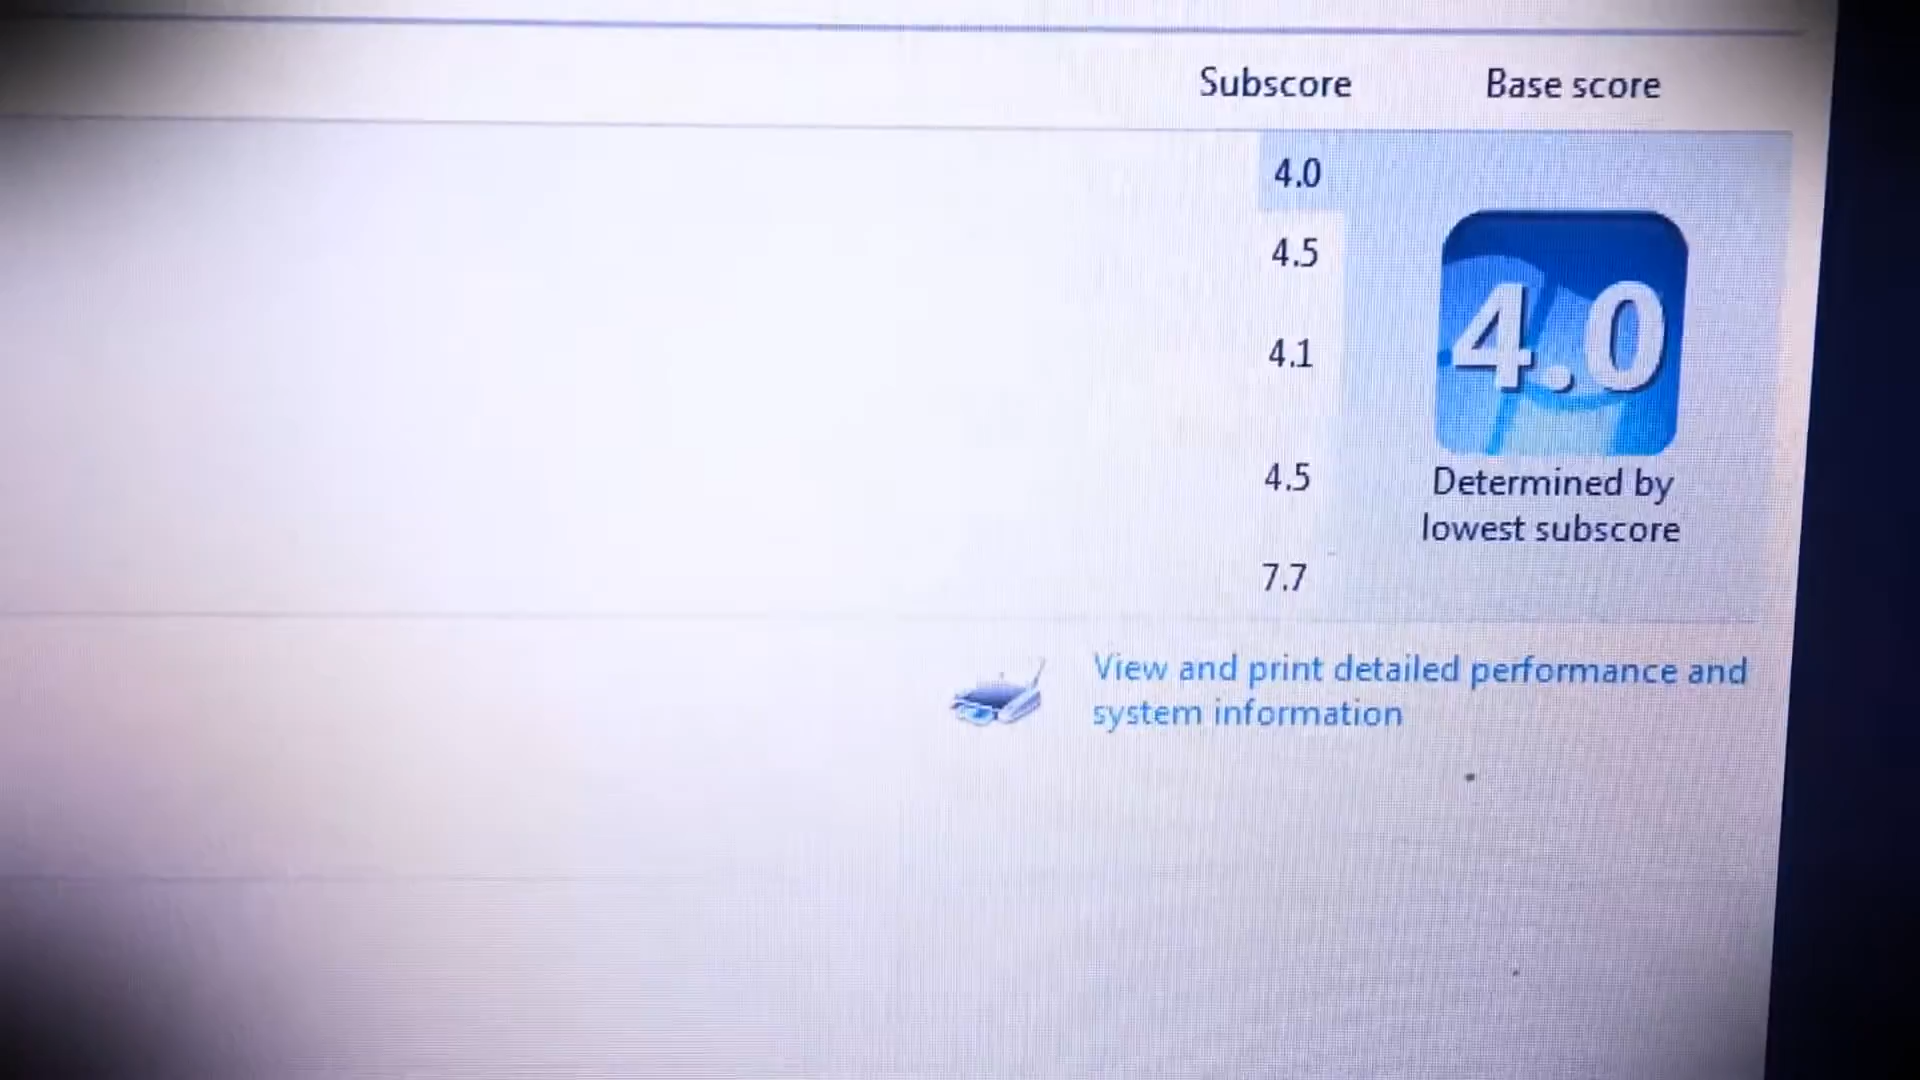 Subscore Base score
4.0
4.5
4.1
4.5
7.7
4.0
Determined by
lowest subscore
View and print detailed performance and
system information